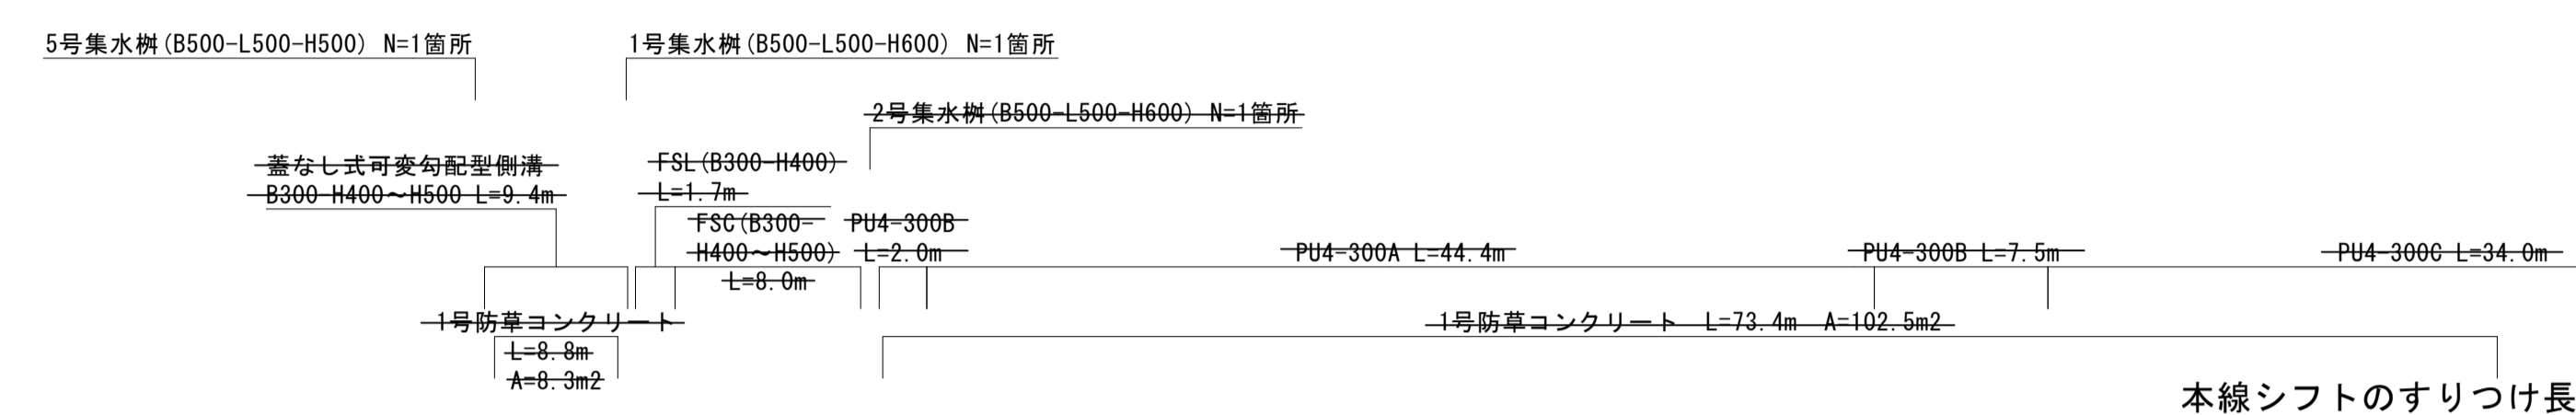 5号集水桝(B500-L500-H500) N=1箇所
1号集水桝(B500-L500-H600) N=1箇所
2号集水桝(B500-L500-H600) N=1箇所
蓋なし式可変勾配型側溝
B300-H400～H500 L=9.4m
FSL(B300-H400)
L=1.7m
FSC(B300-
H400～H500)
L=8.0m
PU4-300B
L=2.0m
PU4-300A L=44.4m
PU4-300B L=7.5m
PU4-300C L=34.0m
1号防草コンクリート
L=8.8m
A=8.3m2
1号防草コンクリート　L=73.4m　A=102.5m2
本線シフトのすりつけ長